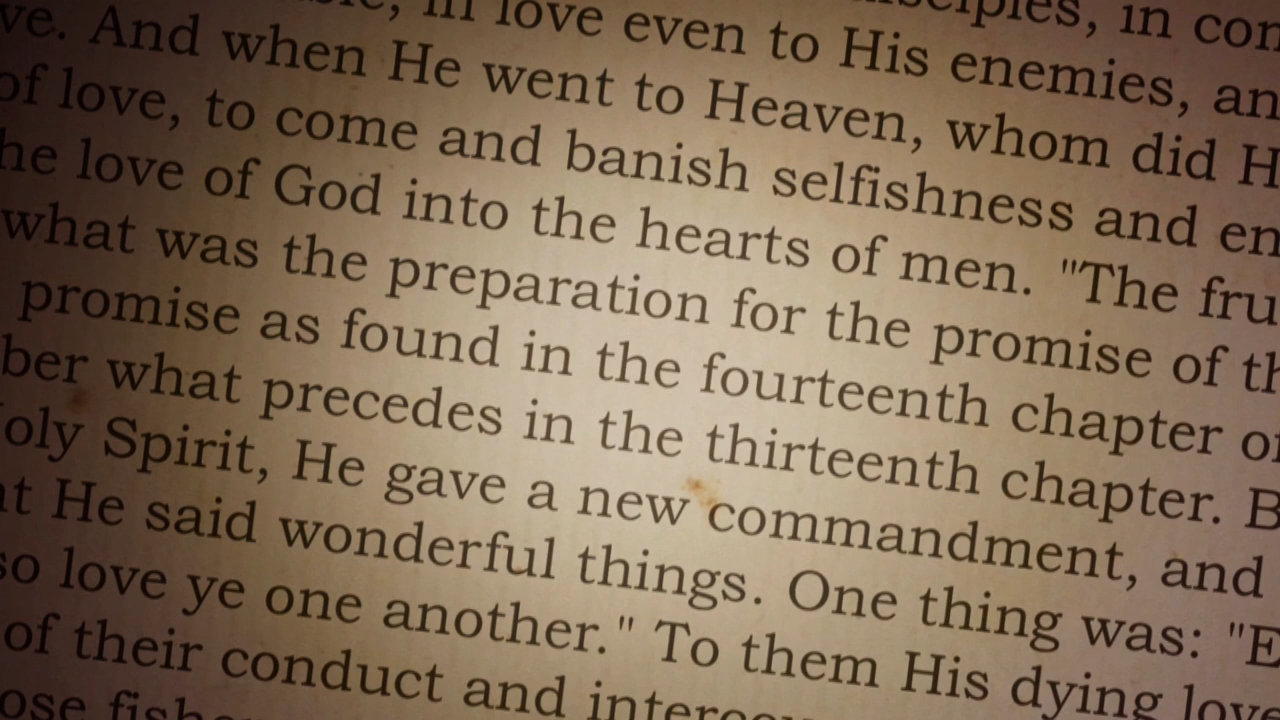 in love even to His enemies,
And when He went to Heaven, whom did
of love, to come and banish selfishness and
love of God into the hearts of men. "The
what was the preparation for the promise of
promise as found in the fourteenth chapter
what precedes in the thirteenth chapter.
Spirit, He gave a new commandment, and
He said wonderful things. One thing was:
so love ye one another." To them His dying love
of their conduct and